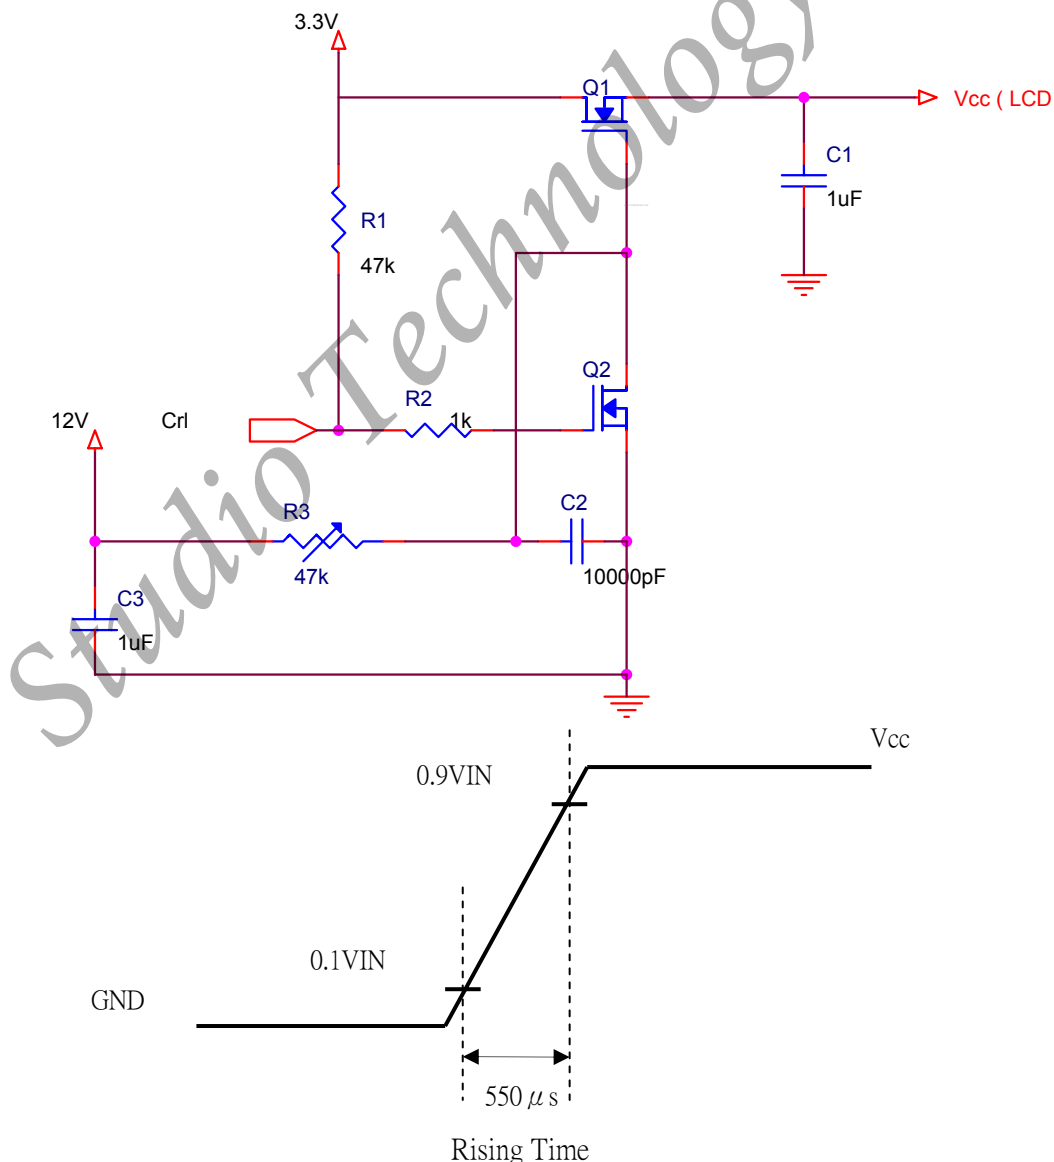 3.3V
Q1
Vcc ( LCD
C1
1uF
R1
47k
Q2
R2
1k
12V
Crl
R3
47k
C2
10000pF
C3
1uF
Studio Technology
Vcc
0.9VIN
0.1VIN
GND
550 μ s
Rising Time